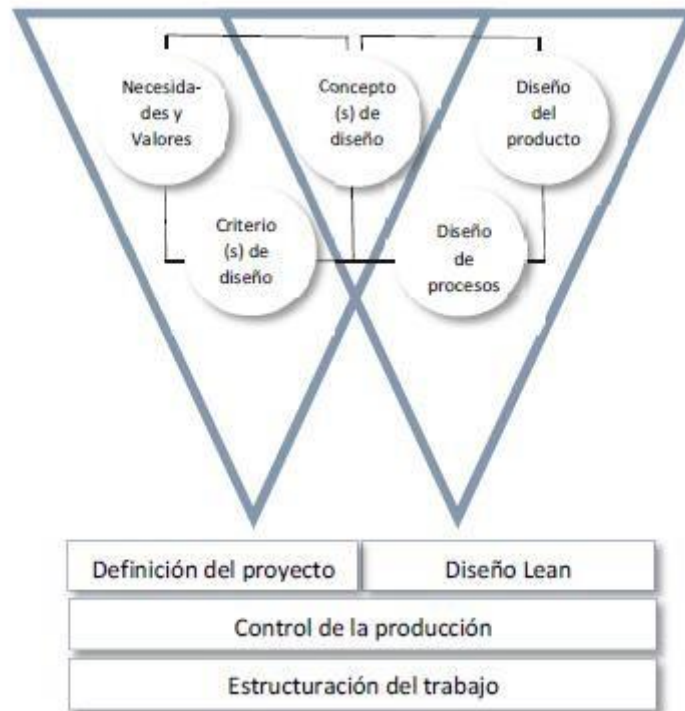 Necesida-
des y
Valores
Concepto
(s) de
diseño
Diseño
del
producto
Criterio
(s) de
diseño
Diseño
de
procesos
Definición del proyecto
Diseño Lean
Control de la producción
Estructuración del trabajo